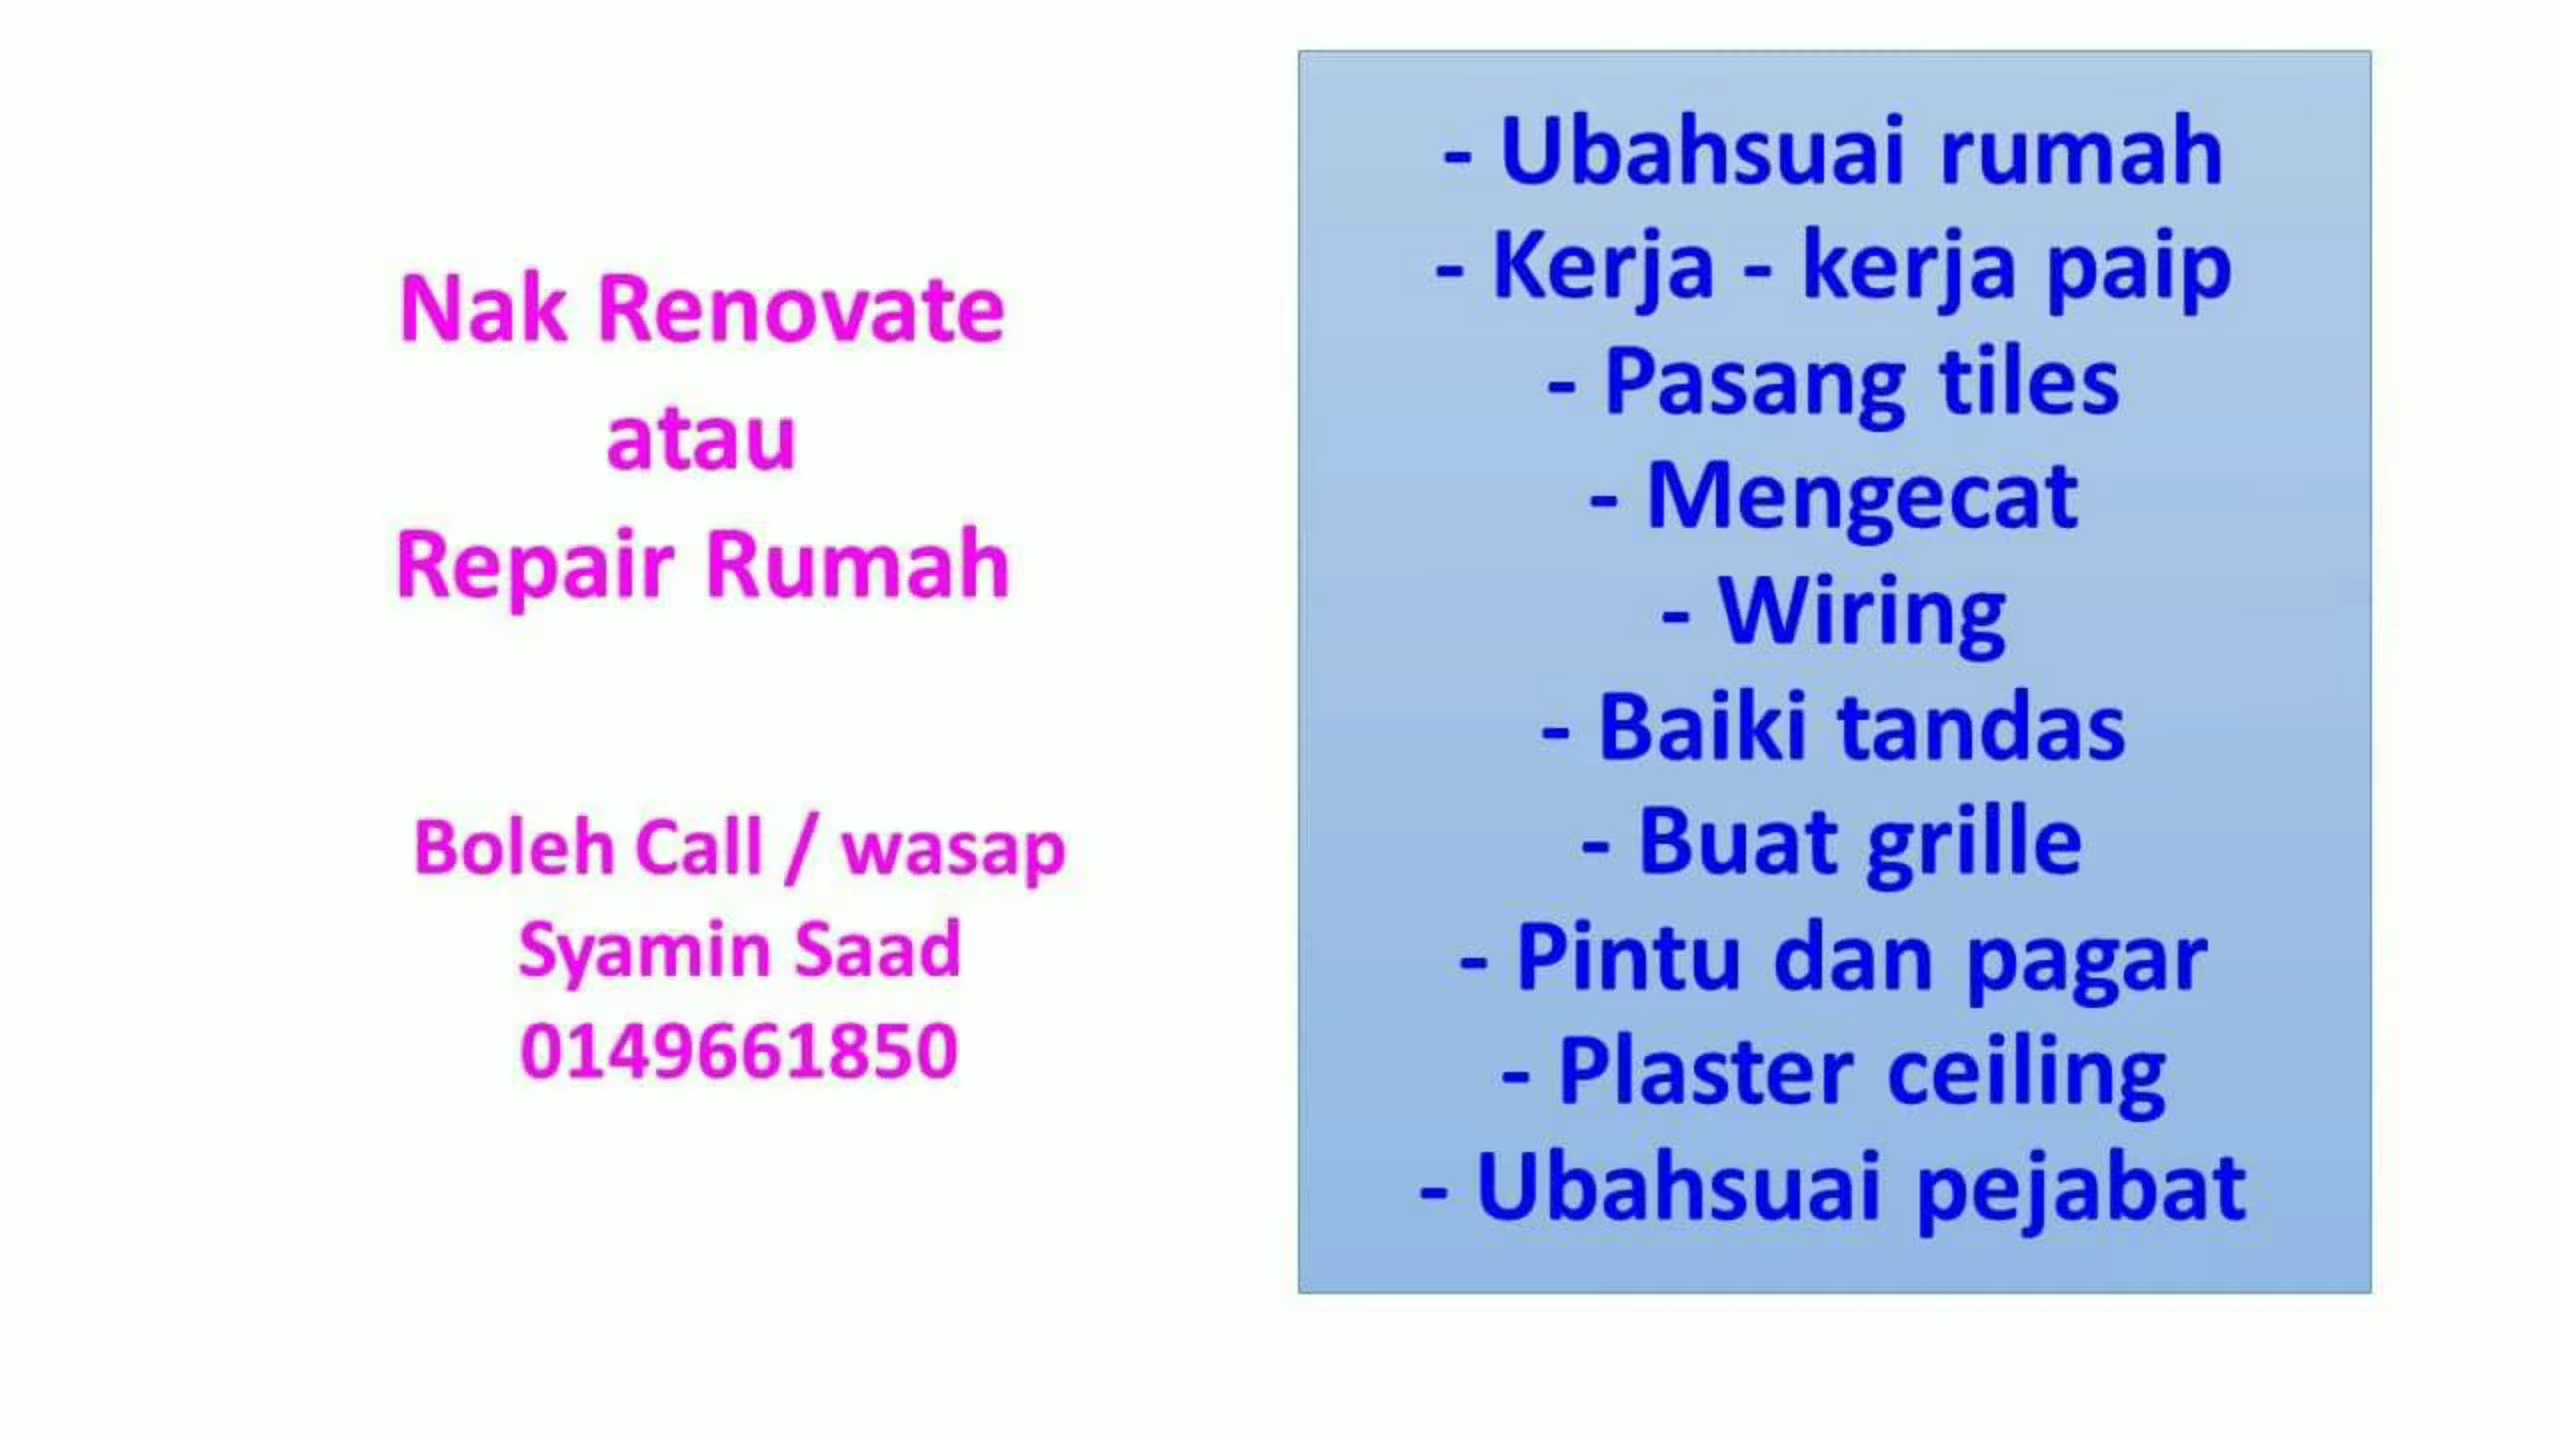 Nak Renovate
atau
Repair Rumah
Boleh Call / wasap
Syamin Saad
0149661850
- Ubahsuai rumah
- Kerja - kerja paip
- Pasang tiles
- Mengecat
- Wiring
- Baiki tandas
- Buat grille
- Pintu dan pagar
- Plaster ceiling
- Ubahsuai pejabat